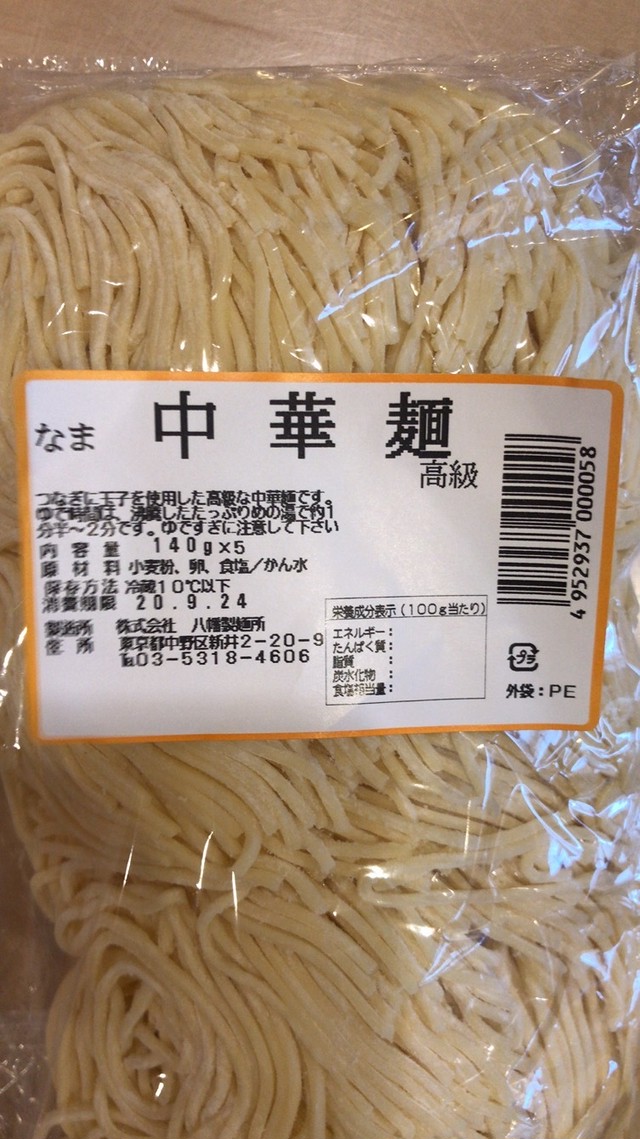 なま 中華麺
高級
つなぎに玉子を使用した高級な中華麺です。
ゆで時間は、沸騰したたっぷりめの湯で約1
分半～2分です。ゆですぎに注意して下さい
内容量 140g×5
原材料 小麦粉、卵、食塩／かん水
保存方法 冷蔵10℃以下
消費期限 20.9.24
製造所 株式会社 八幡製麺所
住所 東京都中野区新井2-20-9
℡03-5318-4606
栄養成分表示（100g当たり）
エネルギー：
たんぱく質：
脂質：
炭水化物：
食塩相当量：
4 952937 000058
プラ
外袋：PE